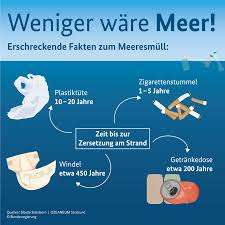 Weniger wäre Meer!
Erschreckende Fakten zum Meeresmüll:
Plastiktüte
10 – 20 Jahre
Zigarettenstummel
1 – 5 Jahre
Zeit bis zur
Zersetzung am Strand
Windel
etwa 450 Jahre
Getränkedose
etwa 200 Jahre
© Bundesregierung